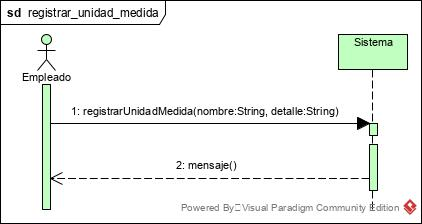 sd registrar_unidad_medida
Sistema
Empleado
1: registrarUnidadMedida(nombre:String, detalle:String)
2: mensaje()
Powered By Visual Paradigm Community Edition